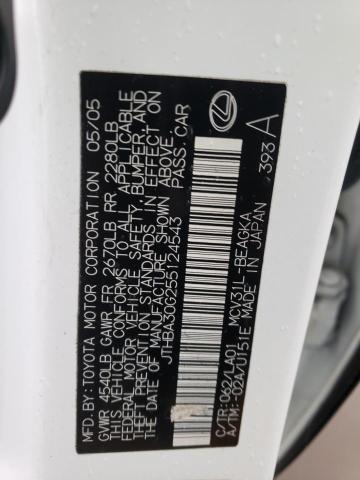 MFD. BY: TOYOTA MOTOR CORPORATION 05/05
GVWR 4540LB GAWR FR 2670LB RR 2280LB
THIS VEHICLE CONFORMS TO ALL APPLICABLE
FEDERAL MOTOR VEHICLE SAFETY, BUMPER, AND
THEFT PREVENTION STANDARDS IN EFFECT ON
THE DATE OF MANUFACTURE SHOWN ABOVE.
JTHBA30G255124543 PASS. CAR
C/TR: 062/LA01 MCV31L-BEAGKA
A/TM: -02A/U151E MADE IN JAPAN 393 A